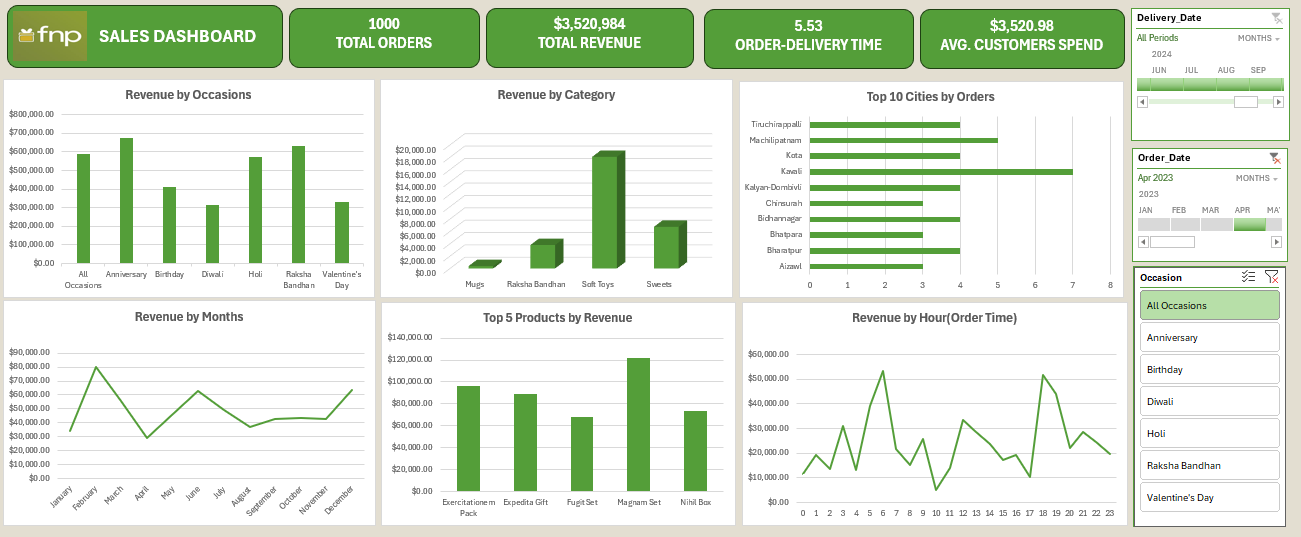 fnp
SALES DASHBOARD
1000
TOTAL ORDERS
$3,520,984
TOTAL REVENUE
5.53
ORDER-DELIVERY TIME
$3,520.98
AVG. CUSTOMERS SPEND
Delivery_Date
All Periods MONTHS
2024
JUN JUL AUG SEP
Order_Date
Apr 2023 MONTHS
2023
JAN FEB MAR APR MAY
Occasion
All Occasions
Anniversary
Birthday
Diwali
Holi
Raksha Bandhan
Valentine's Day
Revenue by Occasions
$800,000.00
$700,000.00
$600,000.00
$500,000.00
$400,000.00
$300,000.00
$200,000.00
$100,000.00
$0.00
All Anniversary Birthday Diwali Holi Raksha Valentine's
Occasions Bandhan Day
Revenue by Category
$20,000.00
$18,000.00
$16,000.00
$14,000.00
$12,000.00
$10,000.00
$8,000.00
$6,000.00
$4,000.00
$2,000.00
$0.00
Mugs Raksha Bandhan Soft Toys Sweets
Top 10 Cities by Orders
Tiruchirappalli
Machilipatnam
Kota
Kavali
Kalyan-Dombivli
Chinsurah
Bidhannagar
Bhatpara
Bharatpur
Aizawl
0 1 2 3 4 5 6 7 8
Revenue by Months
$90,000.00
$80,000.00
$70,000.00
$60,000.00
$50,000.00
$40,000.00
$30,000.00
$20,000.00
$10,000.00
$0.00
January February March April May June July August September October November December
Top 5 Products by Revenue
$140,000.00
$120,000.00
$100,000.00
$80,000.00
$60,000.00
$40,000.00
$20,000.00
$0.00
Exercitationem Expedita Gift Fugit Set Magnam Set Nihil Box
Pack
Revenue by Hour(Order Time)
$60,000.00
$50,000.00
$40,000.00
$30,000.00
$20,000.00
$10,000.00
$0.00
0 1 2 3 4 5 6 7 8 9 10 11 12 13 14 15 16 17 18 19 20 21 22 23